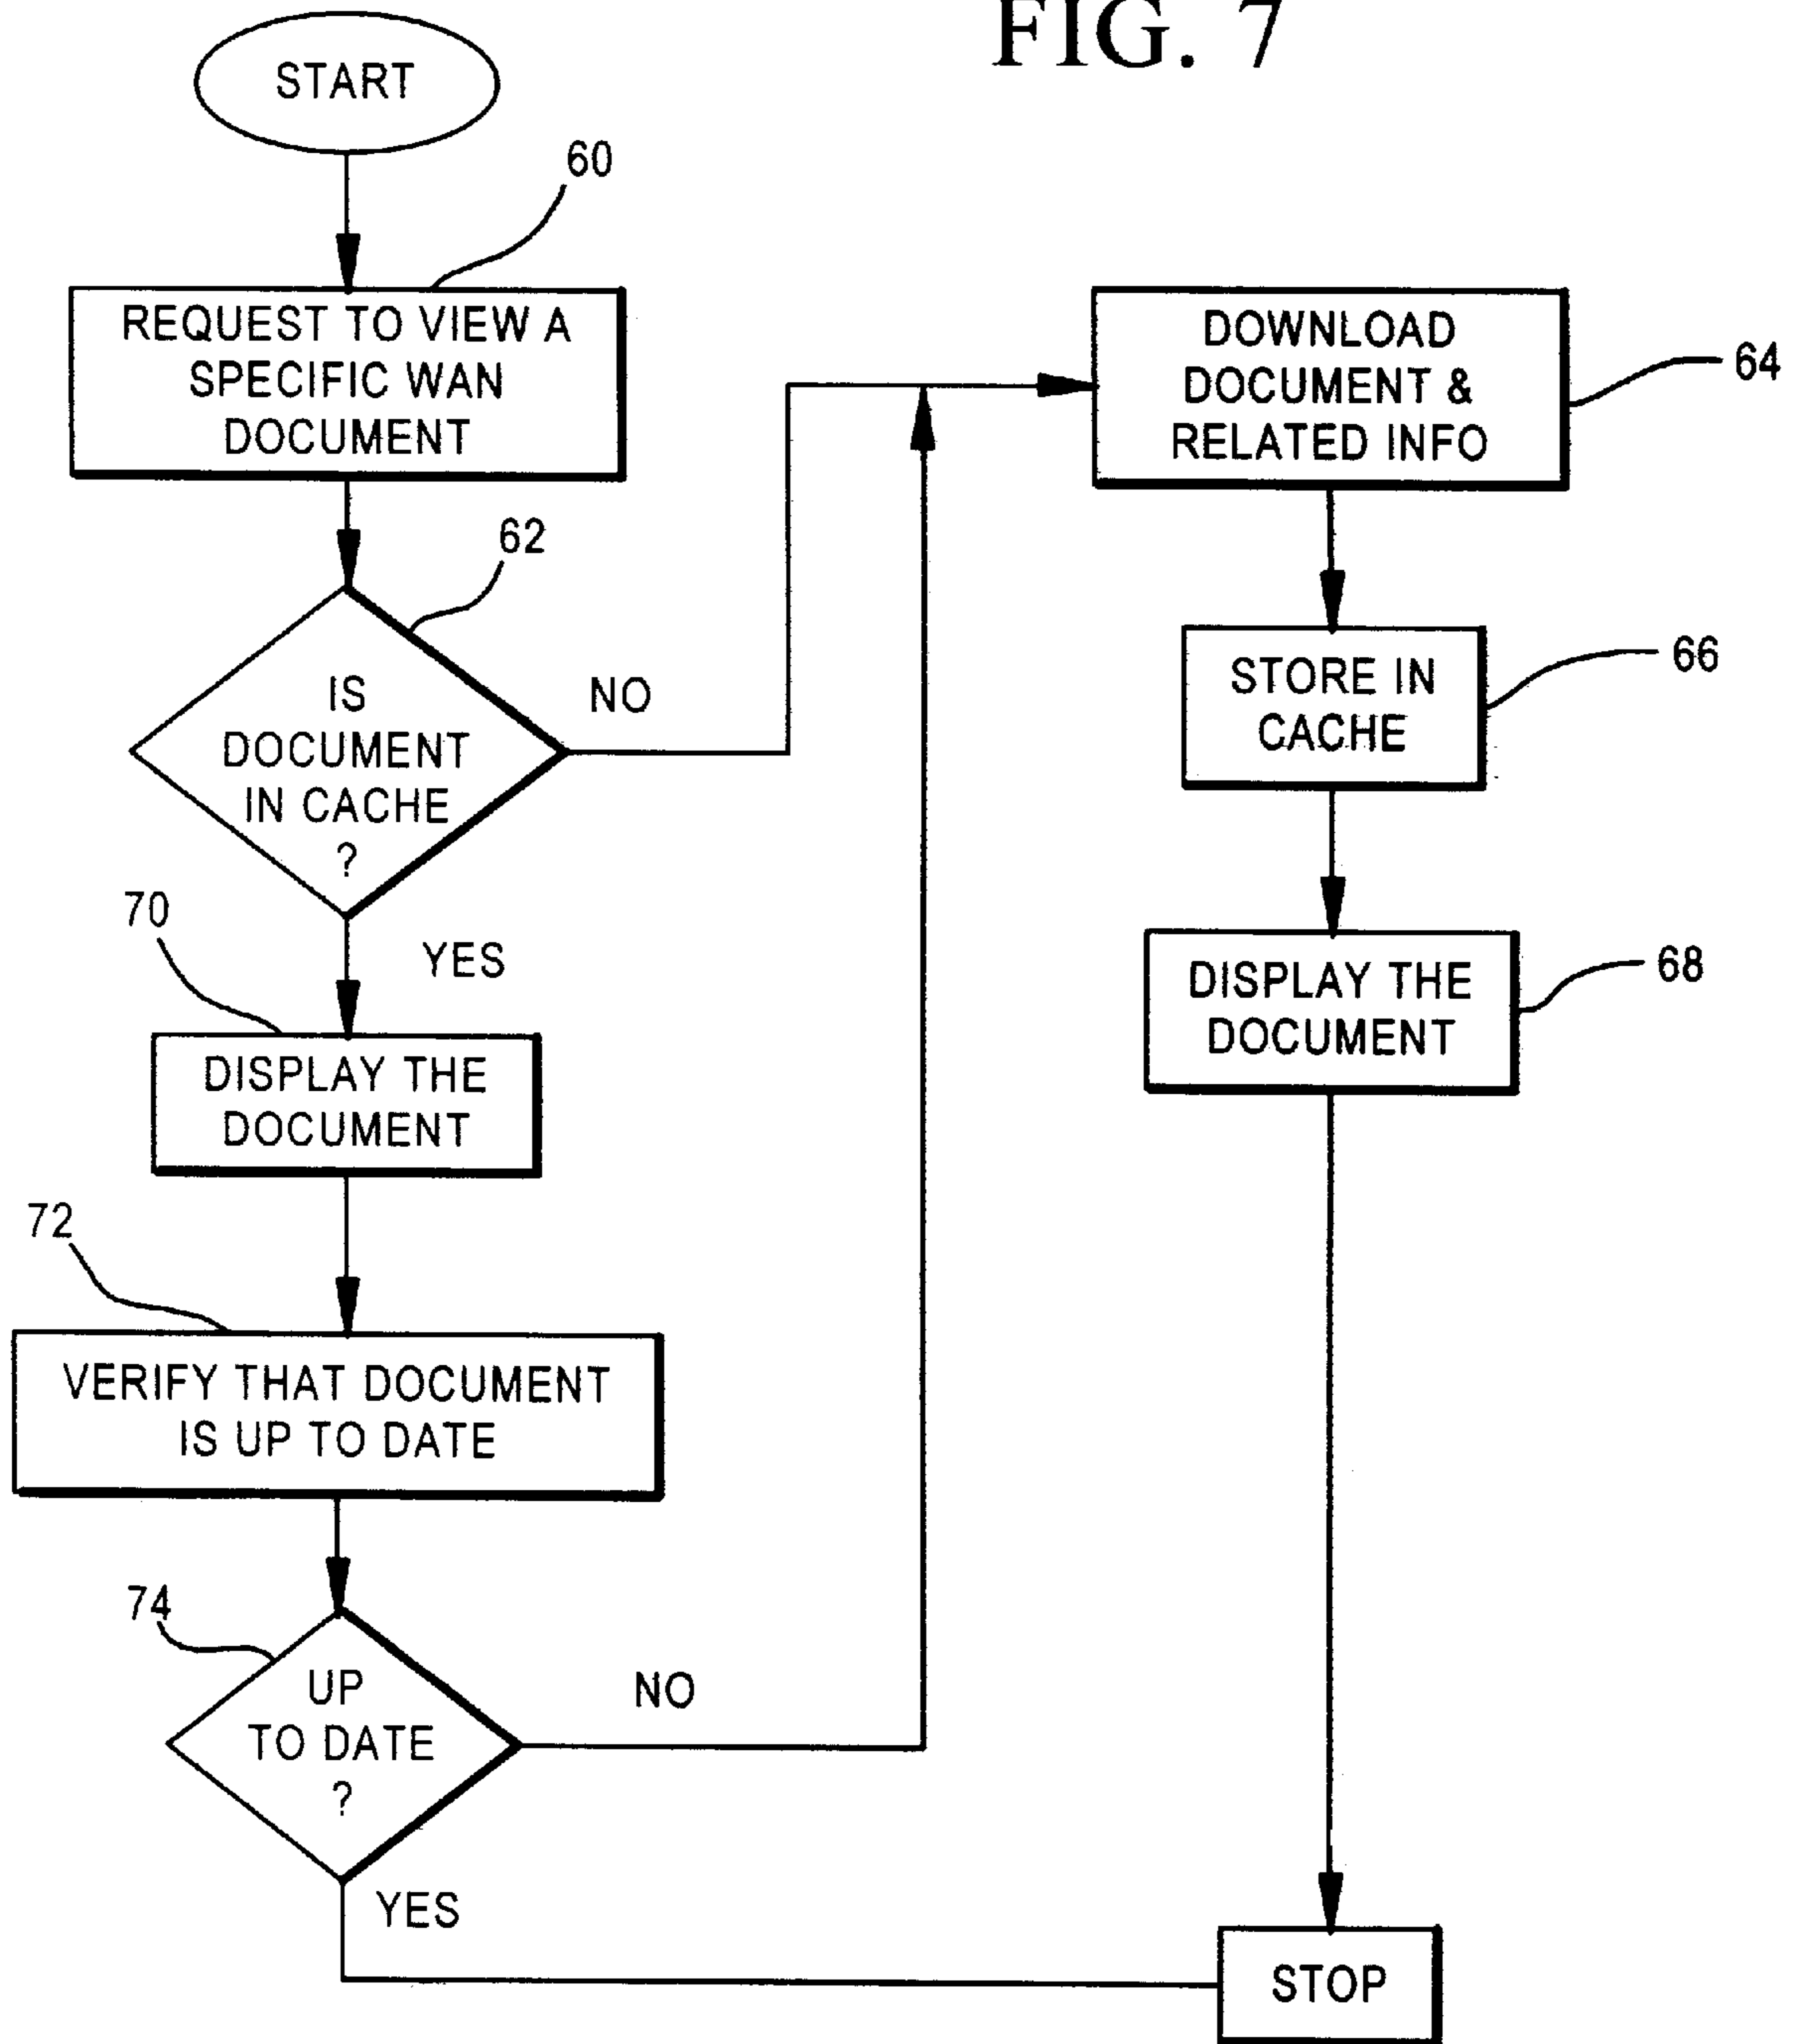 FIG. 7
START
60
REQUEST TO VIEW A
SPECIFIC WAN
DOCUMENT
62
IS
DOCUMENT
IN CACHE
?
NO
YES
70
DISPLAY THE
DOCUMENT
72
VERIFY THAT DOCUMENT
IS UP TO DATE
74
UP
TO DATE
?
NO
YES
DOWNLOAD
DOCUMENT &
RELATED INFO
64
STORE IN
CACHE
66
DISPLAY THE
DOCUMENT
68
STOP